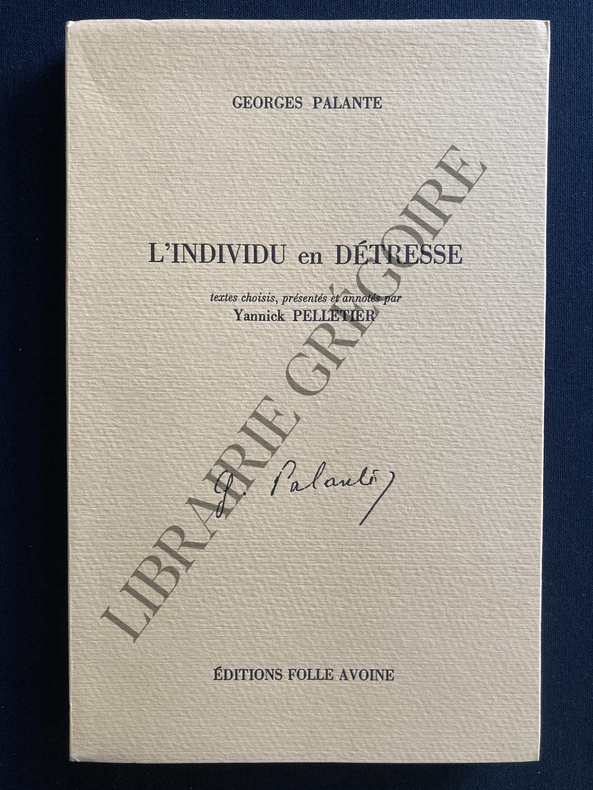 GEORGES PALANTE
L'INDIVIDU en DÉTRESSE
textes choisis, présentés et annotés par
Yannick PELLETIER
G. Palante
ÉDITIONS FOLLE AVOINE
LIBRAIRIE GRÉGOIRE